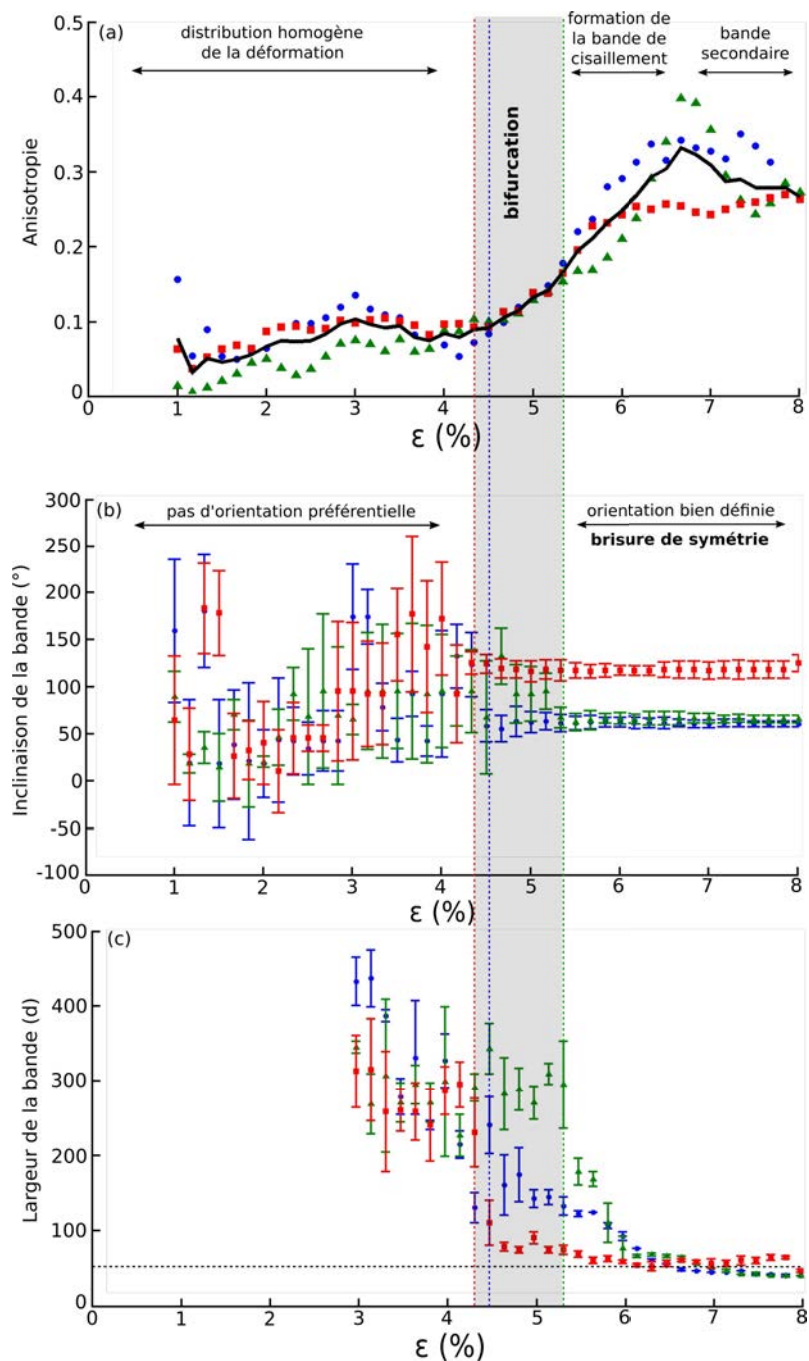 (a)
distribution homogène
de la déformation
formation de
la bande de
cisaillement
bande
secondaire
bifurcation
Anisotropie
0.5
0.4
0.3
0.2
0.1
0
0 1 2 3 4 5 6 7 8
ε (%)
(b)
pas d'orientation préférentielle
orientation bien définie
brisure de symétrie
Inclinaison de la bande (°)
300
250
200
150
100
50
0
-50
-100
0 1 2 3 4 5 6 7 8
ε (%)
(c)
Largeur de la bande (d)
500
400
300
200
100
0
0 1 2 3 4 5 6 7 8
ε (%)